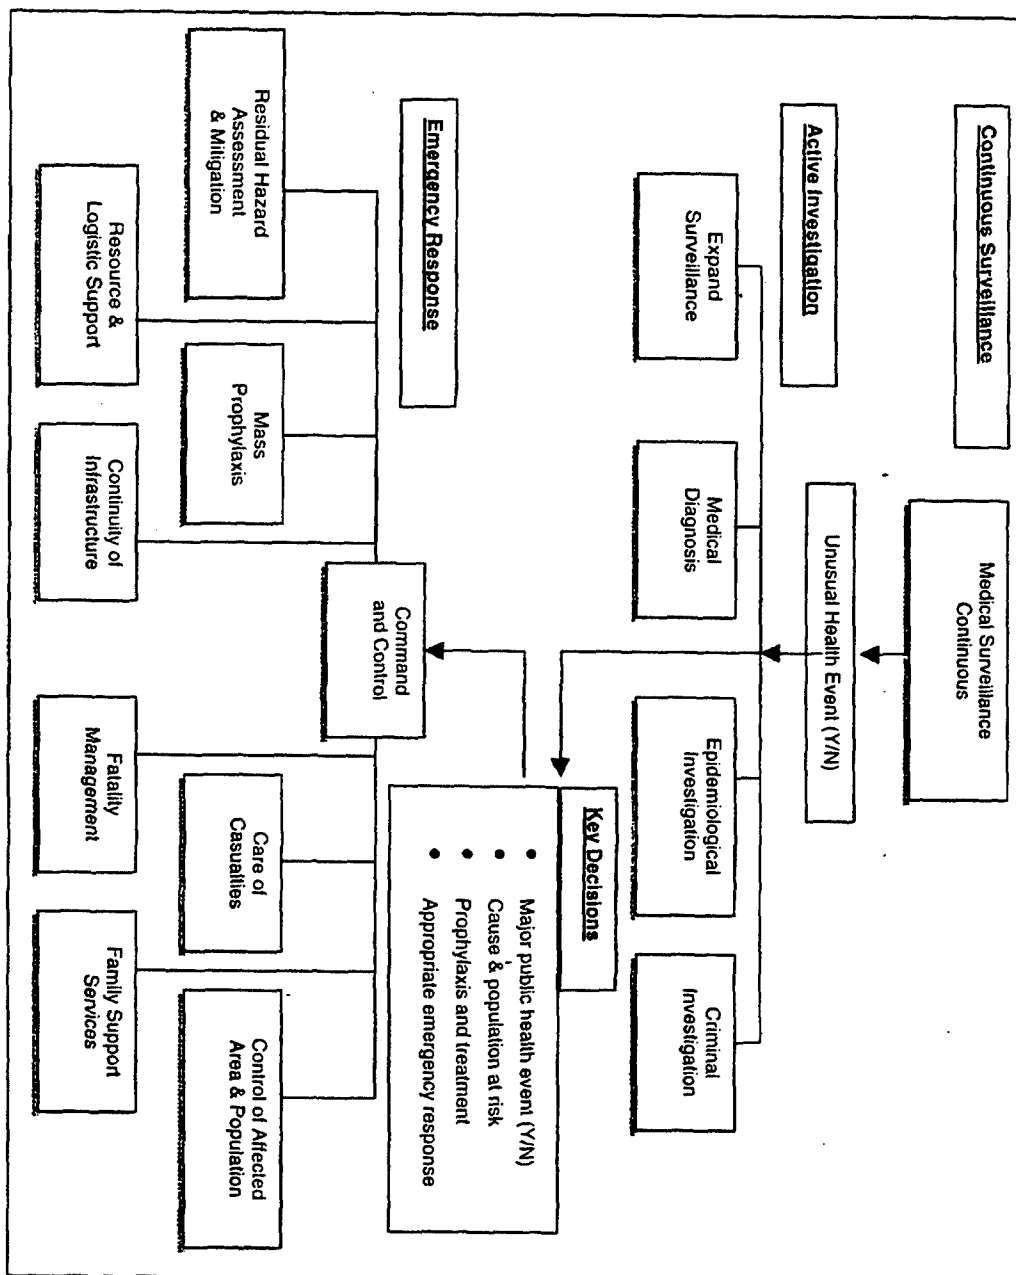 Continuous Surveillance
Medical Surveillance
Continuous
Unusual Health Event (Y/N)
Active Investigation
Expand
Surveillance
Medical
Diagnosis
Epidemiological
Investigation
Criminal
Investigation
Key Decisions
• Major public health event (Y/N)
• Cause & population at risk
• Prophylaxis and treatment
• Appropriate emergency response
Emergency Response
Command
and Control
Residual Hazard
Assessment
& Mitigation
Mass
Prophylaxis
Care of
Casualties
Control of Affected
Area & Population
Resource &
Logistic Support
Continuity of
Infrastructure
Fatality
Management
Family Support
Services